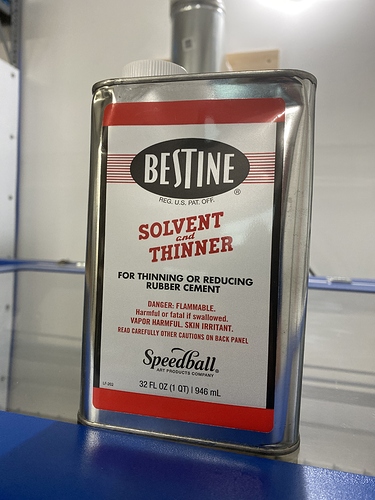 BESTINE®
REG. U.S. PAT. OFF.
SOLVENT
and
THINNER
FOR THINNING OR REDUCING
RUBBER CEMENT
DANGER: FLAMMABLE.
Harmful or fatal if swallowed.
VAPOR HARMFUL. SKIN IRRITANT.
READ CAREFULLY OTHER CAUTIONS ON BACK PANEL
Speedball®
ART PRODUCTS COMPANY
32 FL OZ (1 QT) | 946 mL